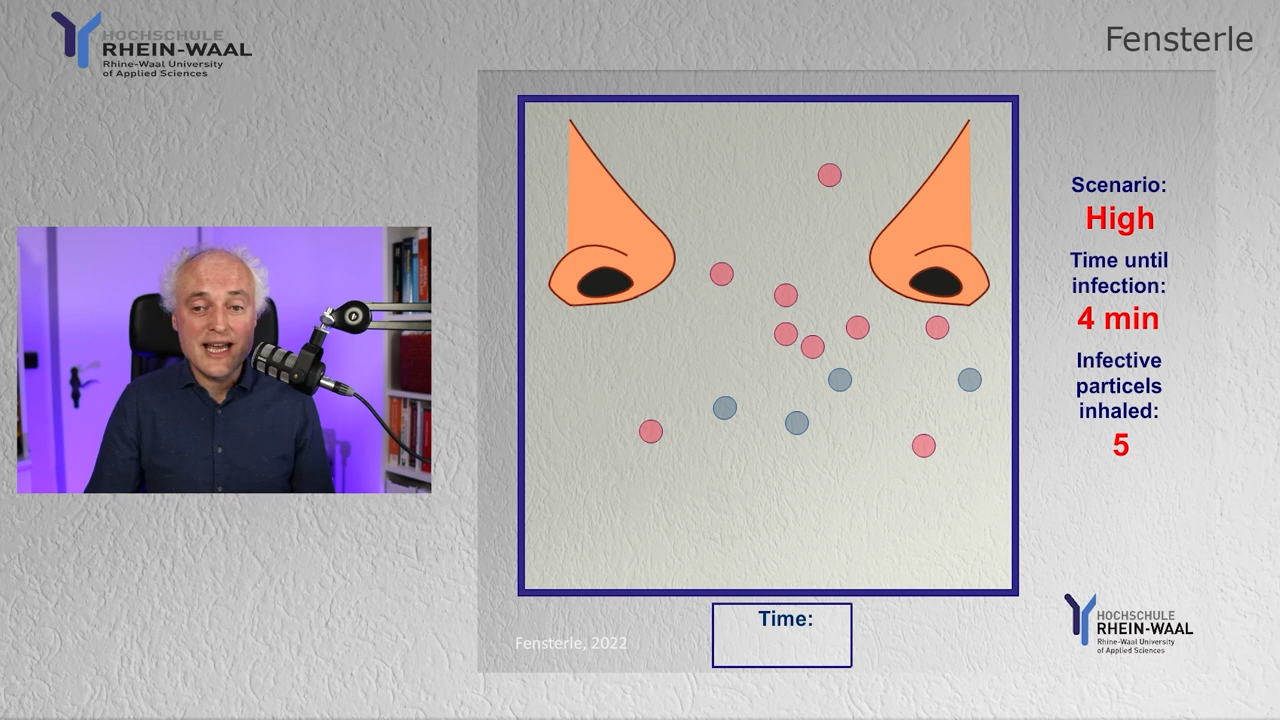 HOCHSCHULE
RHEIN-WAAL
Rhine-Waal University
of Applied Sciences
Fensterle
Scenario:
High
Time until
infection:
4 min
Infective
particels
inhaled:
5
Time:
Fensterle, 2022
HOCHSCHULE
RHEIN-WAAL
Rhine-Waal University
of Applied Sciences